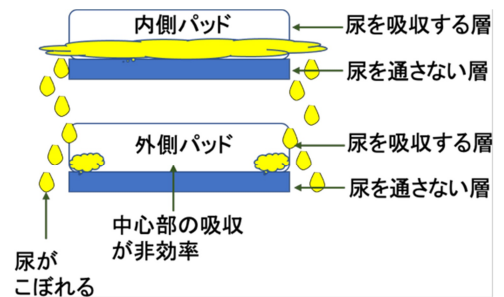 内側パッド
尿を吸収する層
尿を通さない層
外側パッド
尿を吸収する層
尿を通さない層
中心部の吸収
が非効率
尿が
こぼれる